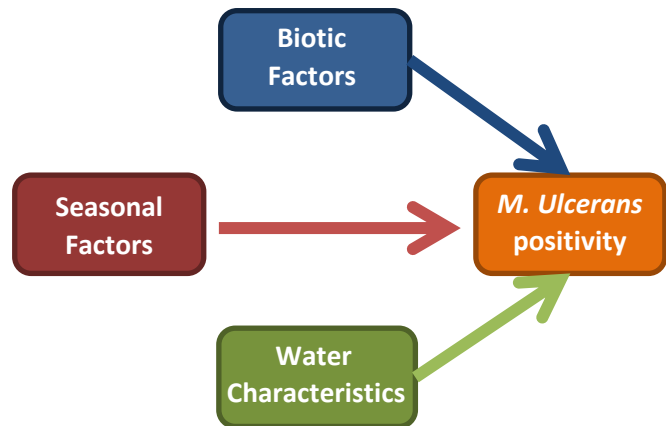 Biotic
Factors
Seasonal
Factors
M. Ulcerans
positivity
Water
Characteristics